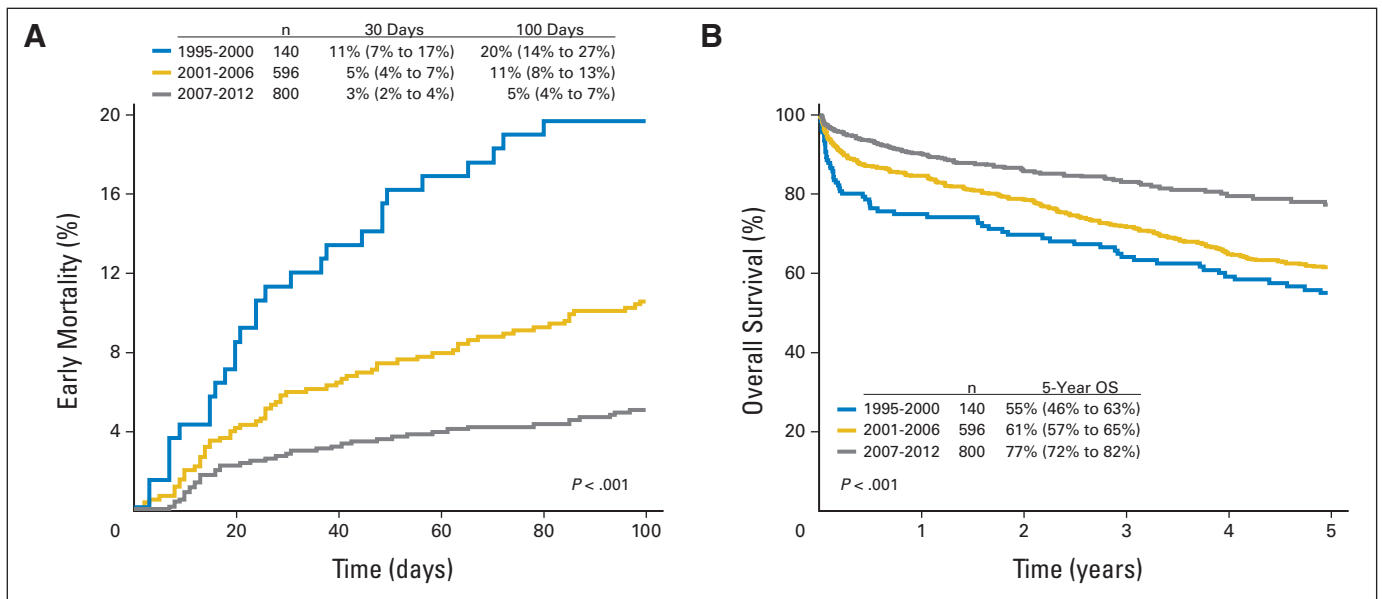 A
n 30 Days 100 Days
1995-2000 140 11% (7% to 17%) 20% (14% to 27%)
2001-2006 596 5% (4% to 7%) 11% (8% to 13%)
2007-2012 800 3% (2% to 4%) 5% (4% to 7%)
20
16
12
8
4
Early Mortality (%)
P < .001
0 20 40 60 80 100
Time (days)
B
100
80
60
40
20
Overall Survival (%)
n 5-Year OS
1995-2000 140 55% (46% to 63%)
2001-2006 596 61% (57% to 65%)
2007-2012 800 77% (72% to 82%)
P < .001
0 1 2 3 4 5
Time (years)